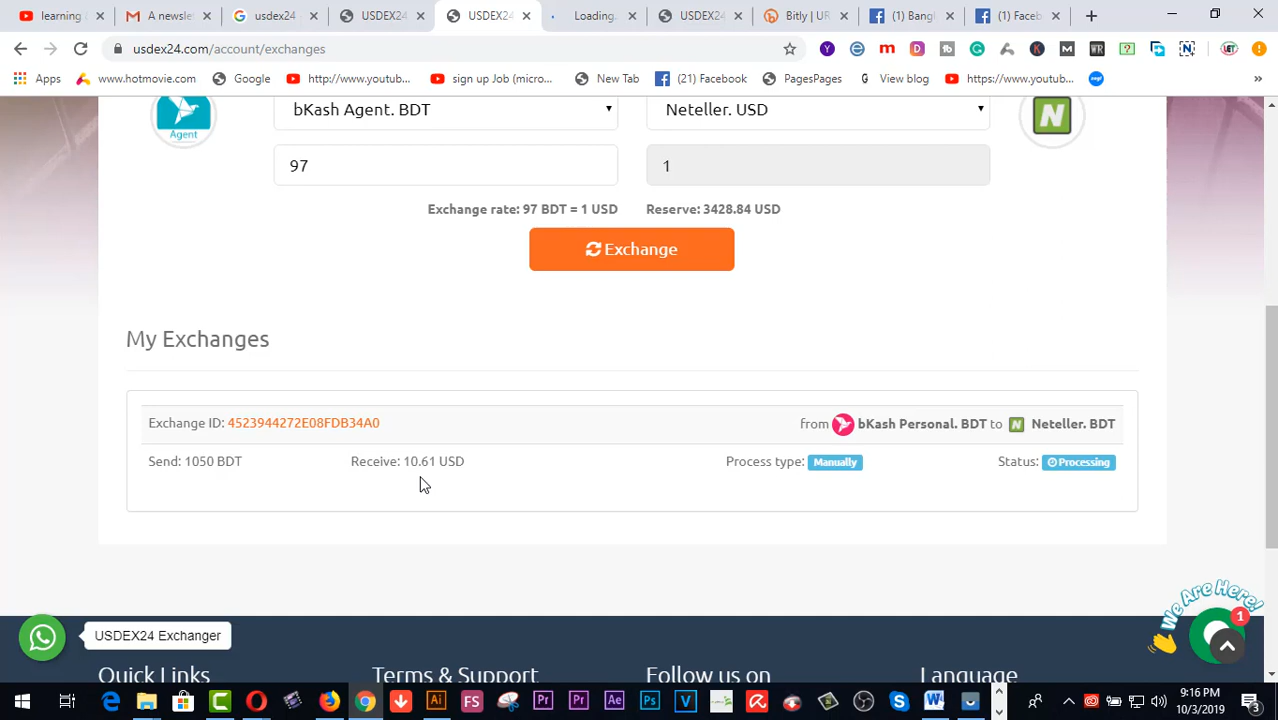 learning (
A newsle
usdex24
USDEX24
USDEX24
Loading.
USDEX24
Bitly | UR
(1) Bang
(1) Faceb
usdex24.com/account/exchanges
Apps
www.hotmovie.com
Google
http://www.youtub...
sign up Job (micro...
New Tab
(21) Facebook
PagesPages
View blog
https://www.youtub...
»
bKash Agent. BDT
Neteller. USD
Agent
N
97
1
Exchange rate: 97 BDT = 1 USD
Reserve: 3428.84 USD
Exchange
My Exchanges
Exchange ID: 4523944272E08FDB34A0
from bKash Personal. BDT to N Neteller. BDT
Send: 1050 BDT
Receive: 10.61 USD
Process type: Manually
Status: Processing
We Are Here!
1
USDEX24 Exchanger
Quick Links
Terms & Support
Follow us on
Language
9:16 PM
10/3/2019
3